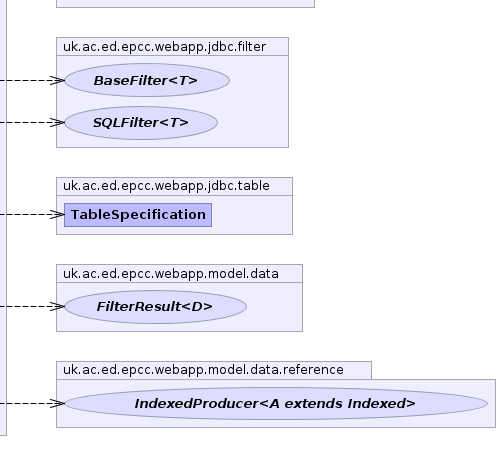 uk.ac.ed.epcc.webapp.jdbc.filter
BaseFilter<T>
SQLFilter<T>
uk.ac.ed.epcc.webapp.jdbc.table
TableSpecification
uk.ac.ed.epcc.webapp.model.data
FilterResult<D>
uk.ac.ed.epcc.webapp.model.data.reference
IndexedProducer<A extends Indexed>